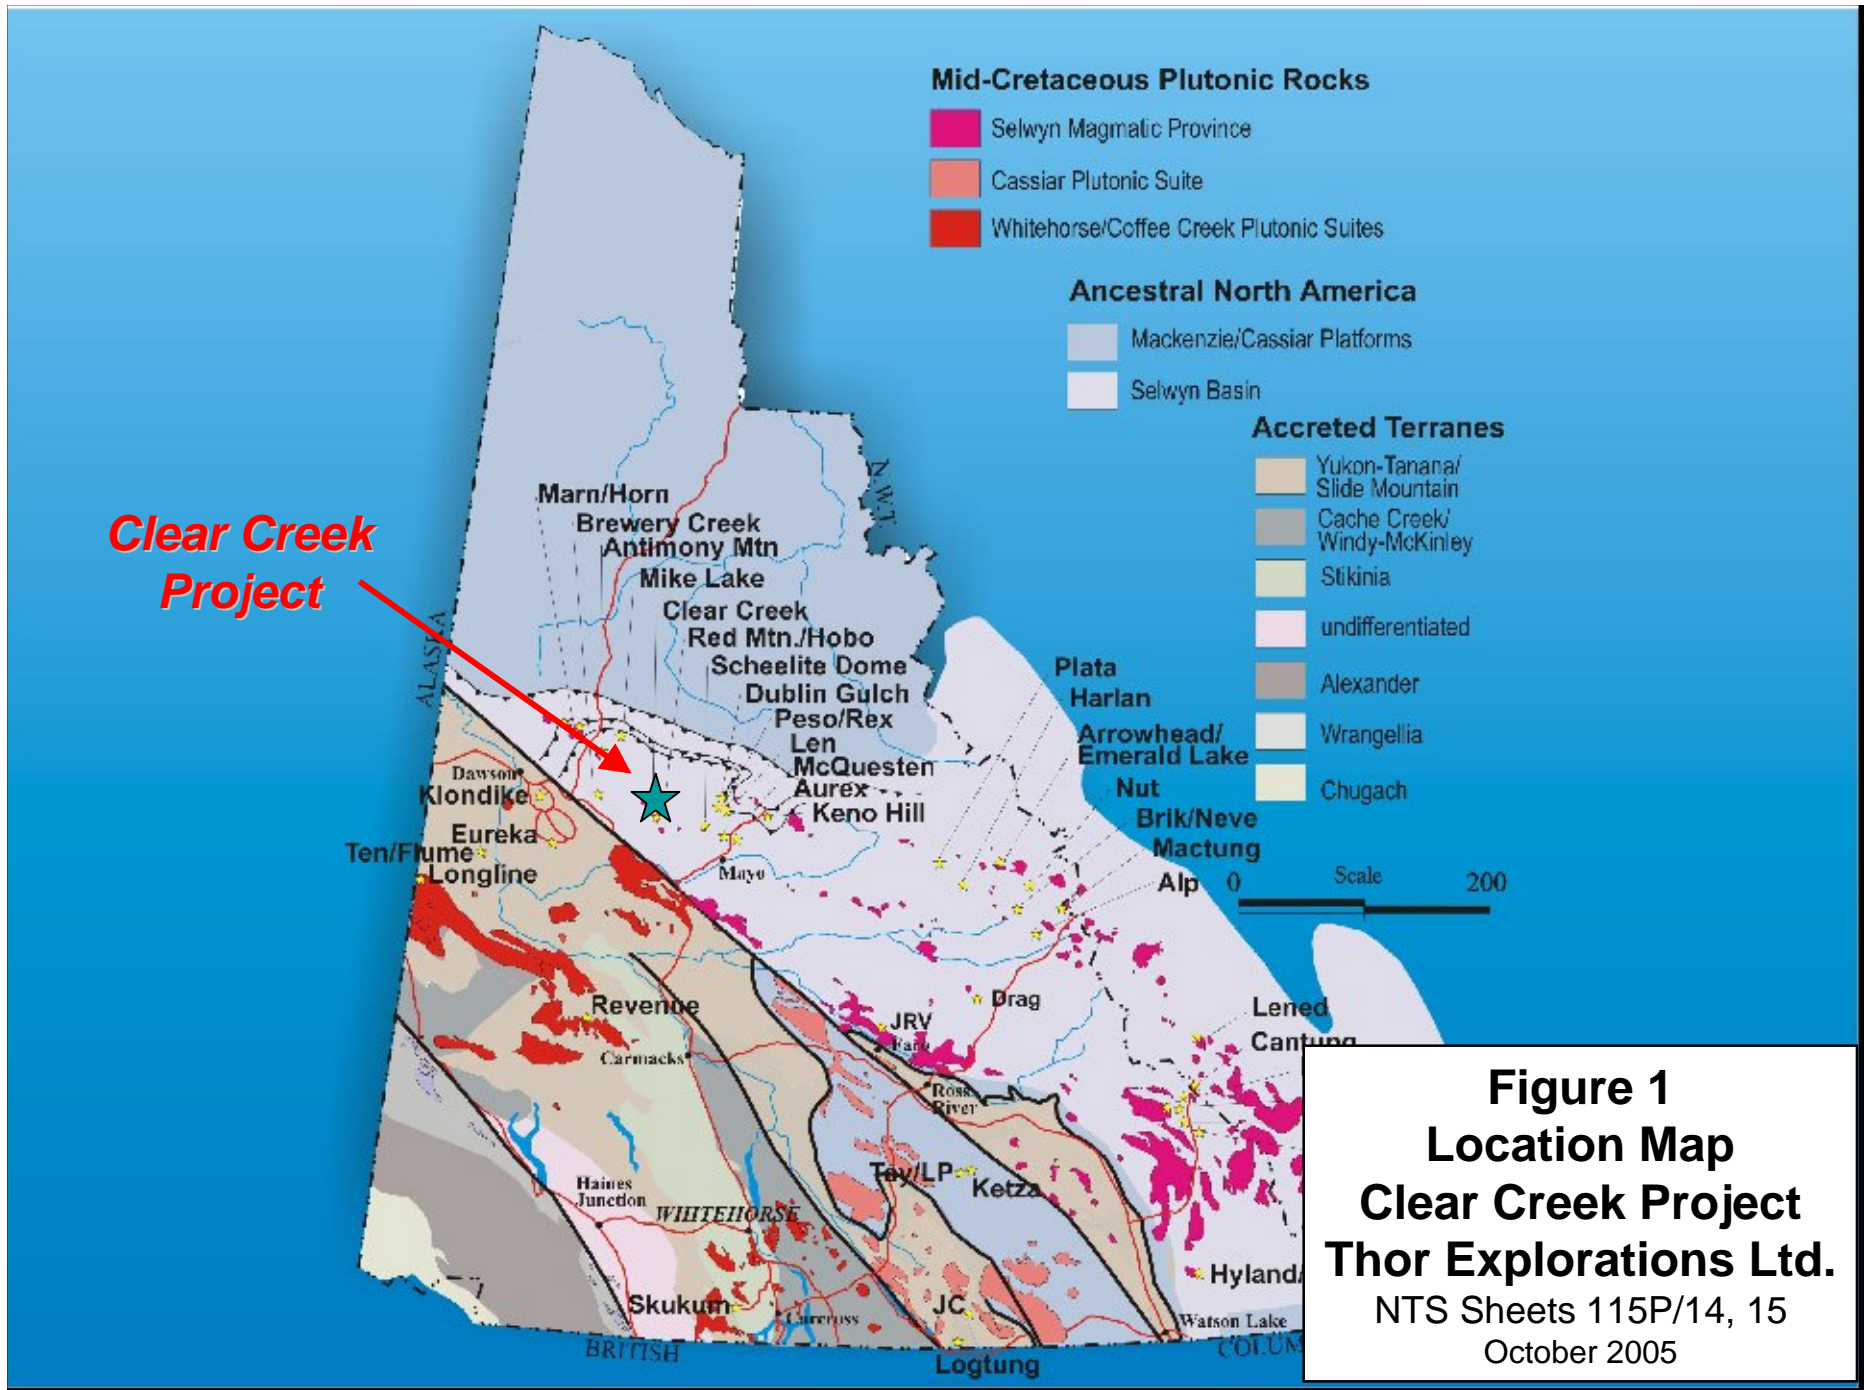 Mid-Cretaceous Plutonic Rocks
Selwyn Magmatic Province
Cassiar Plutonic Suite
Whitehorse/Coffee Creek Plutonic Suites
Ancestral North America
Mackenzie/Cassiar Platforms
Selwyn Basin
Accreted Terranes
Yukon-Tanana/
Slide Mountain
Cache Creek/
Windy-McKinley
Stikinia
undifferentiated
Alexander
Wrangellia
Chugach
Scale
0 200
Clear Creek
Project
ALASKA
N.W.T.
Marn/Horn
Brewery Creek
Antimony Mtn
Mike Lake
Clear Creek
Red Mtn./Hobo
Scheelite Dome
Dublin Gulch
Peso/Rex
Len
McQuesten
Aurex
Keno Hill
Plata
Harlan
Arrowhead/
Emerald Lake
Nut
Brik/Neve
Mactung
Alp
Dawson
Klondike
Eureka
Ten/Flume
Longline
Mayo
Revenue
Carmacks
Drag
JRV
Faro
Ross
River
Lened
Cantung
Tay/LP
Ketza
Haines
Junction
WHITEHORSE
Hyland/
Skukum
Carcross
JC
Watson Lake
BRITISH
COLUM
Logtung
Figure 1
Location Map
Clear Creek Project
Thor Explorations Ltd.
NTS Sheets 115P/14, 15
October 2005